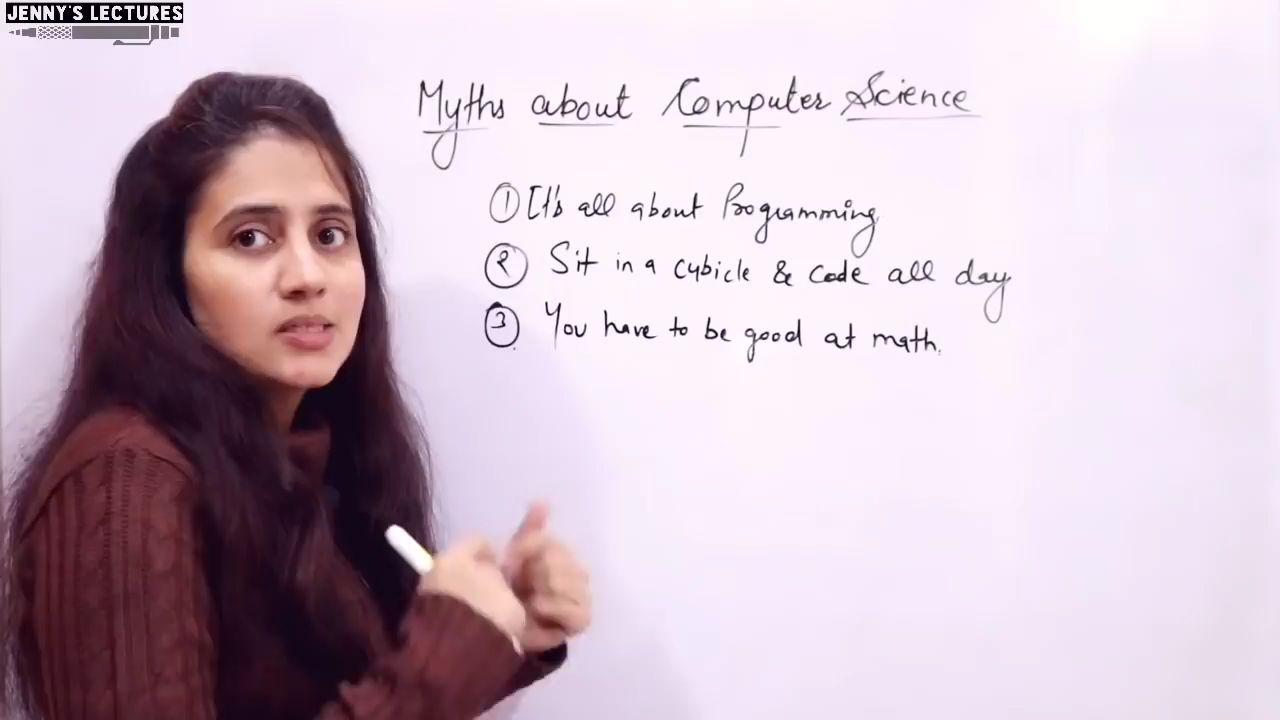 JENNY'S LECTURES
Myths about Computer Science
① It's all about Programming
② Sit in a cubicle & code all day
③ You have to be good at math.